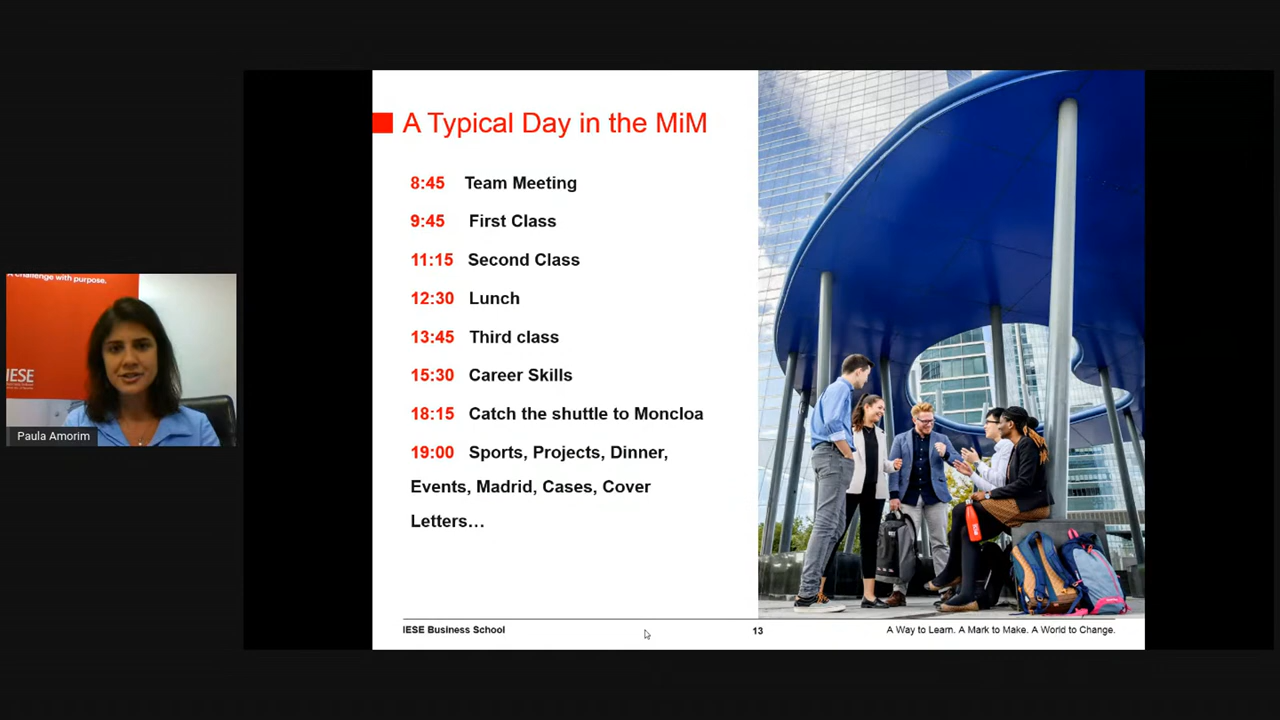 A challenge with purpose.
IESE
Paula Amorim
A Typical Day in the MiM
8:45 Team Meeting
9:45 First Class
11:15 Second Class
12:30 Lunch
13:45 Third class
15:30 Career Skills
18:15 Catch the shuttle to Moncloa
19:00 Sports, Projects, Dinner,
Events, Madrid, Cases, Cover
Letters...
IESE Business School
13
A Way to Learn. A Mark to Make. A World to Change.